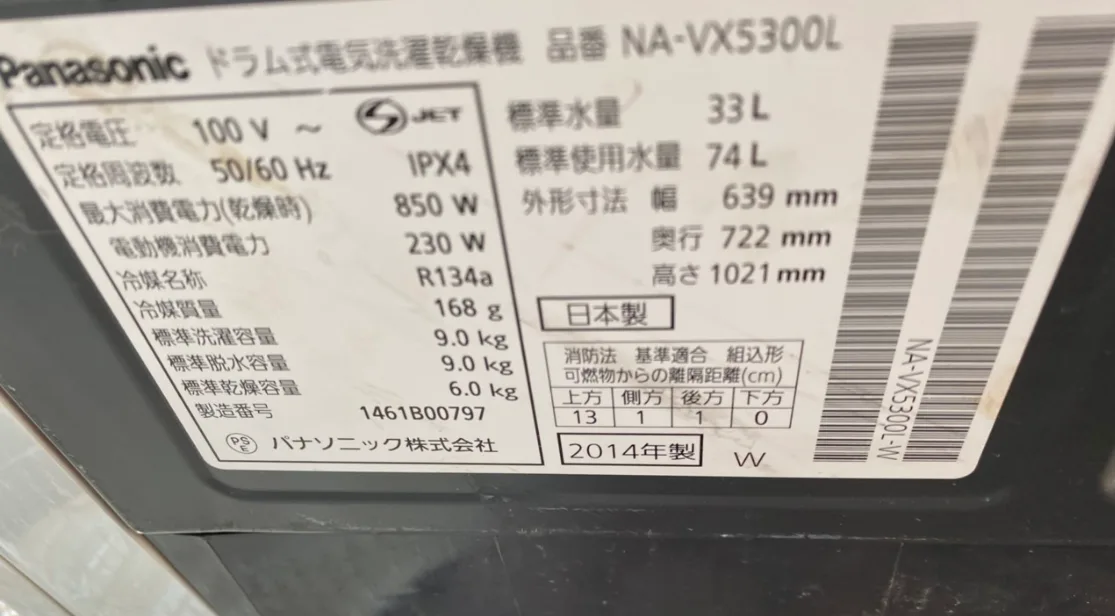 Panasonic ドラム式電気洗濯乾燥機 品番 NA-VX5300L
定格電圧 100 V ～ JET
定格周波数 50/60 Hz IPX4
最大消費電力(乾燥時) 850 W
電動機消費電力 230 W
冷媒名称 R134a
冷媒質量 168 g
標準洗濯容量 9.0 kg
標準脱水容量 9.0 kg
標準乾燥容量 6.0 kg
製造番号 1461B00797
PSE パナソニック株式会社
標準水量 33 L
標準使用水量 74 L
外形寸法 幅 639 mm
奥行 722 mm
高さ 1021 mm
日本製
消防法 基準適合 組込形
可燃物からの離隔距離(cm)
上方 側方 後方 下方
13 1 1 0
2014年製 W
NA-VX5300L-W